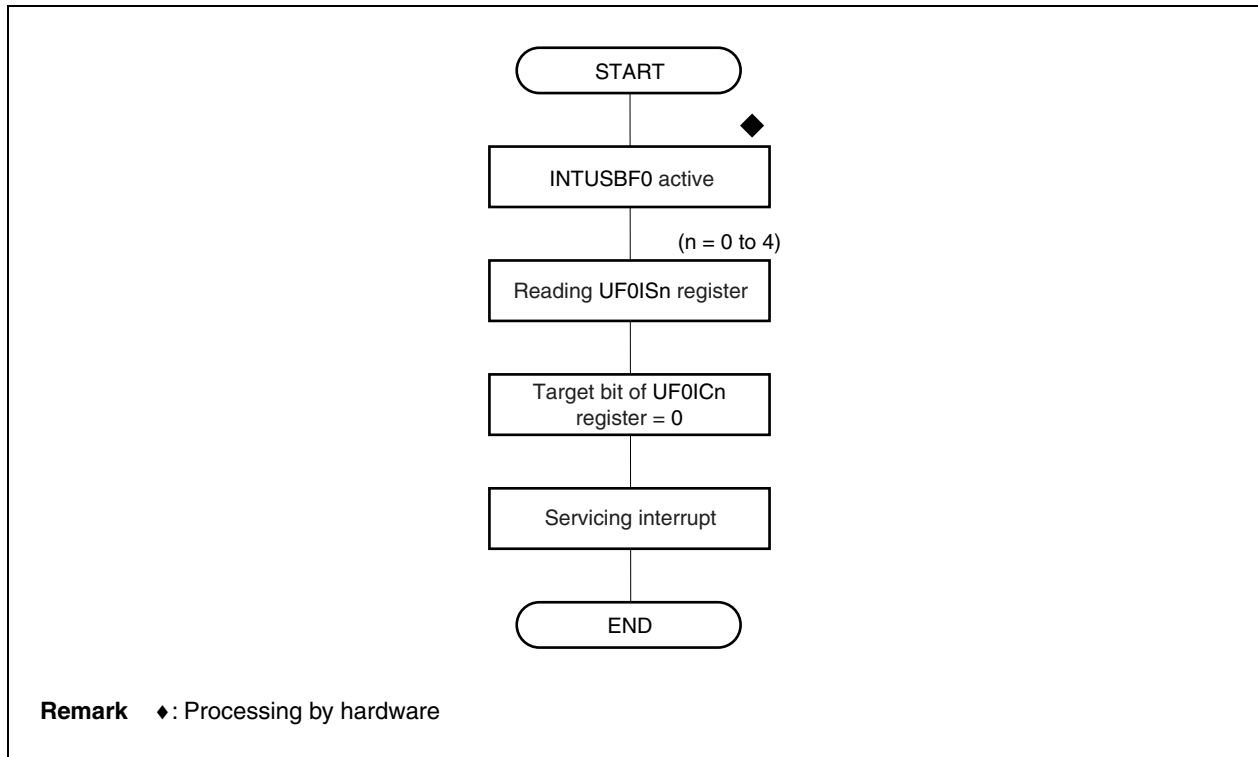 START
◆
INTUSBF0 active
(n = 0 to 4)
Reading UF0ISn register
Target bit of UF0ICn
register = 0
Servicing interrupt
END
Remark ♦: Processing by hardware